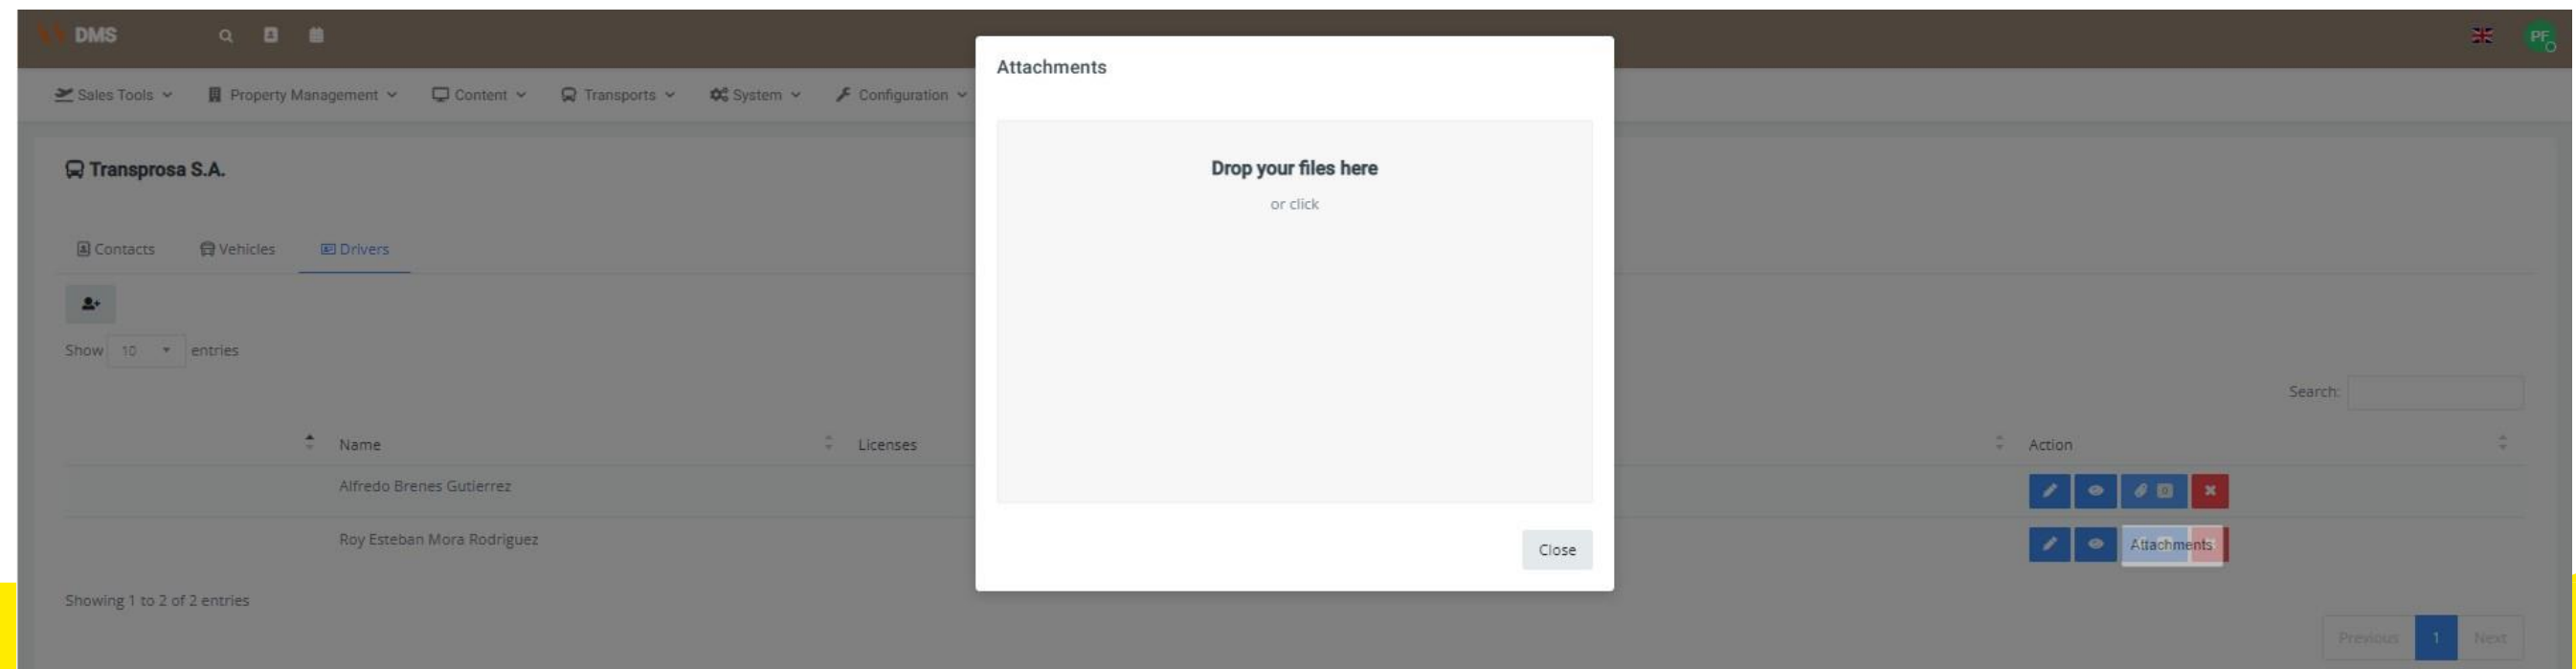 DMS
PF
Sales Tools Property Management Content Transports System Configuration
Attachments
Transprosa S.A.
Drop your files here
or click
Contacts Vehicles Drivers
Show 10 entries
Search:
Name Licenses Action
Alfredo Brenes Gutierrez 0
Roy Esteban Mora Rodriguez Attachments
Close
Showing 1 to 2 of 2 entries
Previous 1 Next